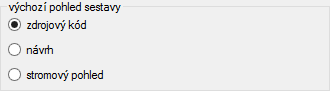 výchozí pohled sestavy
zdrojový kód
návrh
stromový pohled